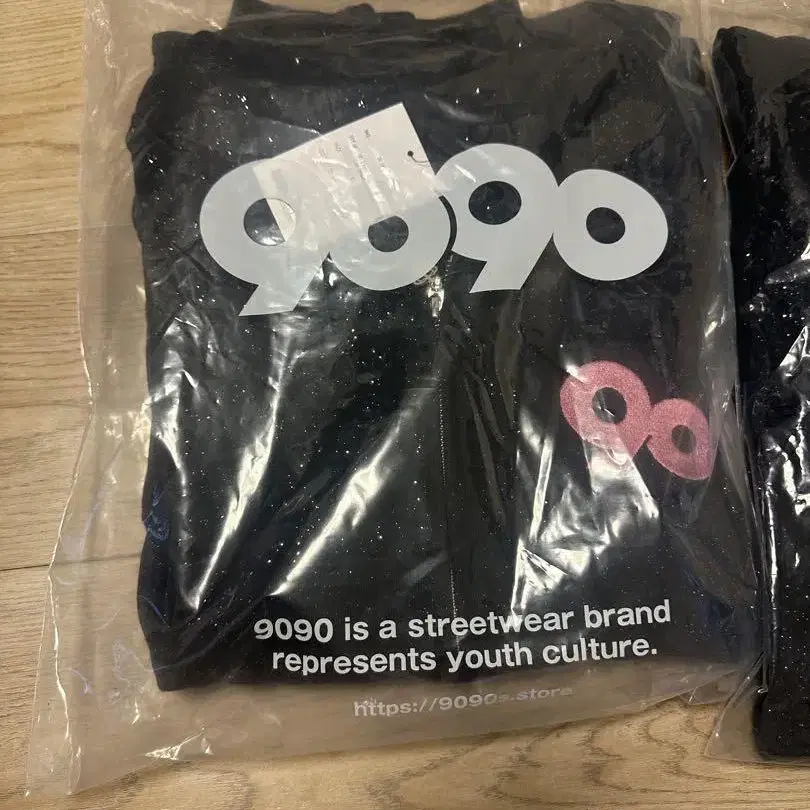 9090
90
9090 is a streetwear brand
represents youth culture.
https://9090s.store